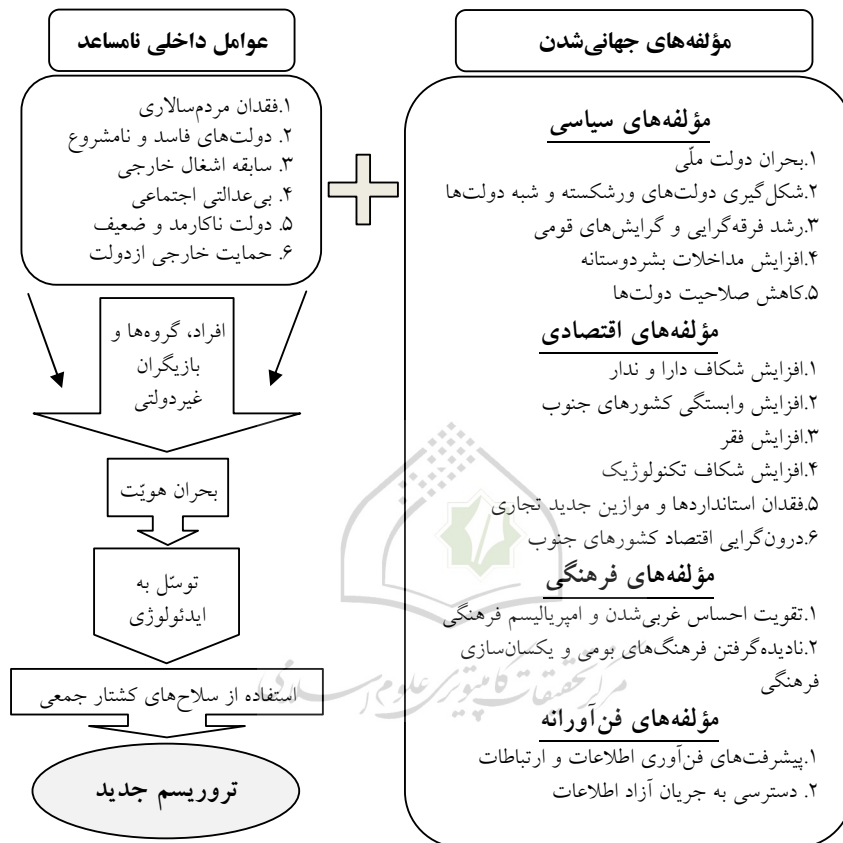 مؤلفه‌های جهانی‌شدن
مؤلفه‌های سیاسی
۱.بحران دولت ملّی
۲.شکل‌گیری دولت‌های ورشکسته و شبه دولت‌ها
۳.رشد فرقه‌گرایی و گرایش‌های قومی
۴.افزایش مداخلات بشردوستانه
۵.کاهش صلاحیت دولت‌ها
مؤلفه‌های اقتصادی
۱.افزایش شکاف دارا و ندار
۲.افزایش وابستگی کشورهای جنوب
۳.افزایش فقر
۴.افزایش شکاف تکنولوژیک
۵.فقدان استانداردها و موازین جدید تجاری
۶.درون‌گرایی اقتصاد کشورهای جنوب
مؤلفه‌های فرهنگی
۱.تقویت احساس غربی‌شدن و امپریالیسم فرهنگی
۲.نادیده‌گرفتن فرهنگ‌های بومی و یکسان‌سازی
فرهنگی
مؤلفه‌های فن‌آورانه
۱.پیشرفت‌های فن‌آوری اطلاعات و ارتباطات
۲. دسترسی به جریان آزاد اطلاعات
عوامل داخلی نامساعد
۱.فقدان مردم‌سالاری
۲. دولت‌های فاسد و نامشروع
۳. سابقه اشغال خارجی
۴. بی‌عدالتی اجتماعی
۵. دولت ناکارمد و ضعیف
۶. حمایت خارجی ازدولت
افراد، گروه‌ها و
بازیگران
غیردولتی
بحران هویّت
توسّل به
ایدئولوژی
استفاده از سلاح‌های کشتار جمعی
تروریسم جدید
مرکز تحقیقات کامپیوتری علوم اسلامی